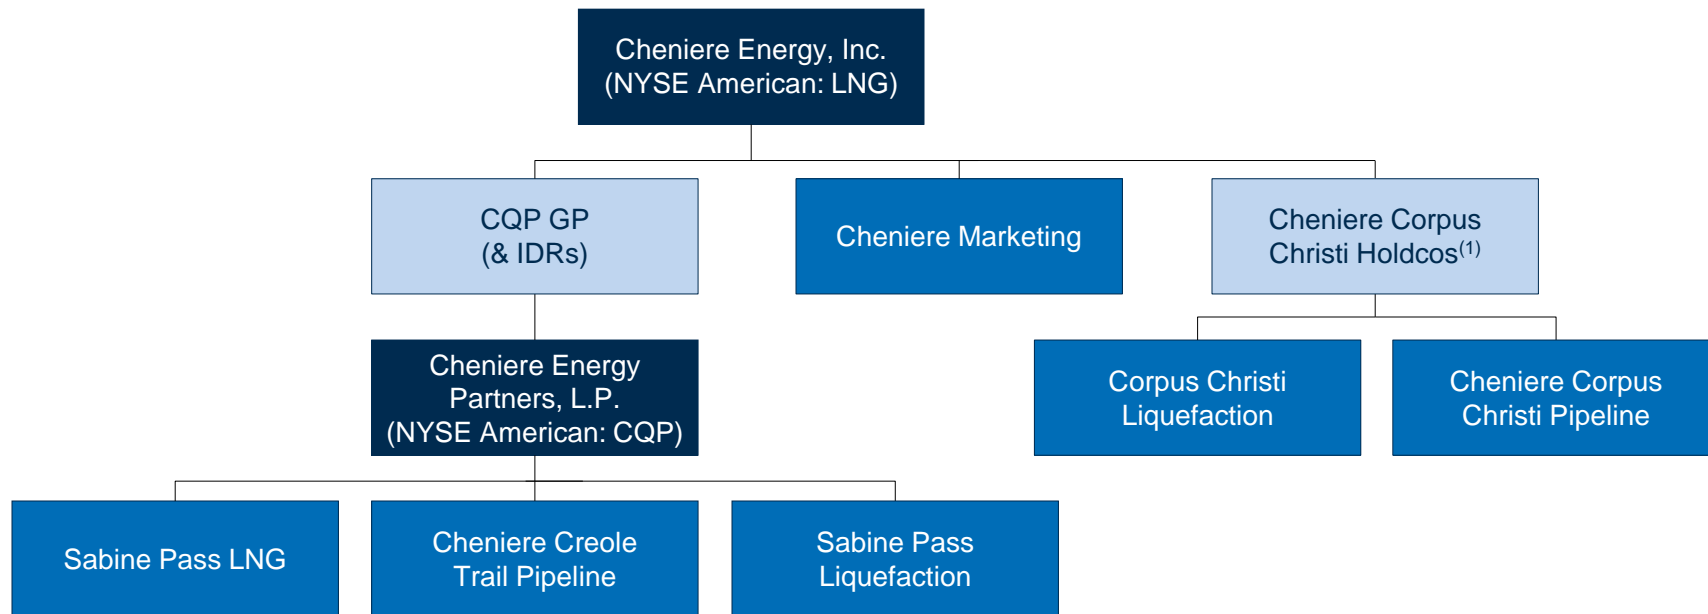 Cheniere Energy, Inc.
(NYSE American: LNG)
CQP GP
(& IDRs)
Cheniere Marketing
Cheniere Corpus
Christi Holdcos(1)
Cheniere Energy
Partners, L.P.
(NYSE American: CQP)
Corpus Christi
Liquefaction
Cheniere Corpus
Christi Pipeline
Sabine Pass LNG
Cheniere Creole
Trail Pipeline
Sabine Pass
Liquefaction